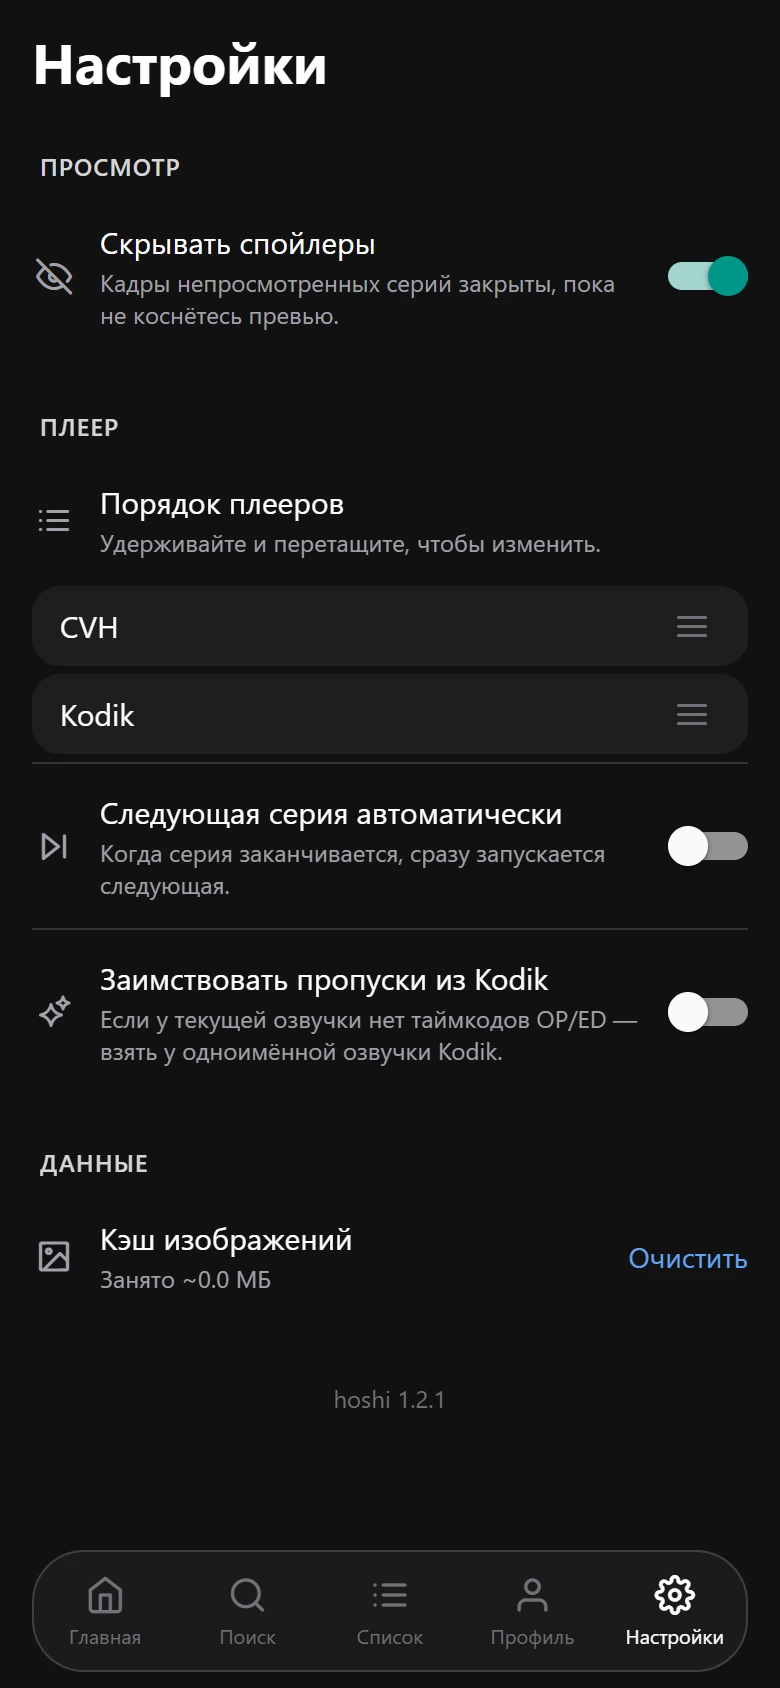 Настройки
ПРОСМОТР
Скрывать спойлеры
Кадры непросмотренных серий закрыты, пока
не коснётесь превью.
ПЛЕЕР
Порядок плееров
Удерживайте и перетащите, чтобы изменить.
CVH
Kodik
Следующая серия автоматически
Когда серия заканчивается, сразу запускается
следующая.
Заимствовать пропуски из Kodik
Если у текущей озвучки нет таймкодов OP/ED —
взять у одноимённой озвучки Kodik.
ДАННЫЕ
Кэш изображений
Занято ~0.0 МБ
Очистить
hoshi 1.2.1
Главная
Поиск
Список
Профиль
Настройки